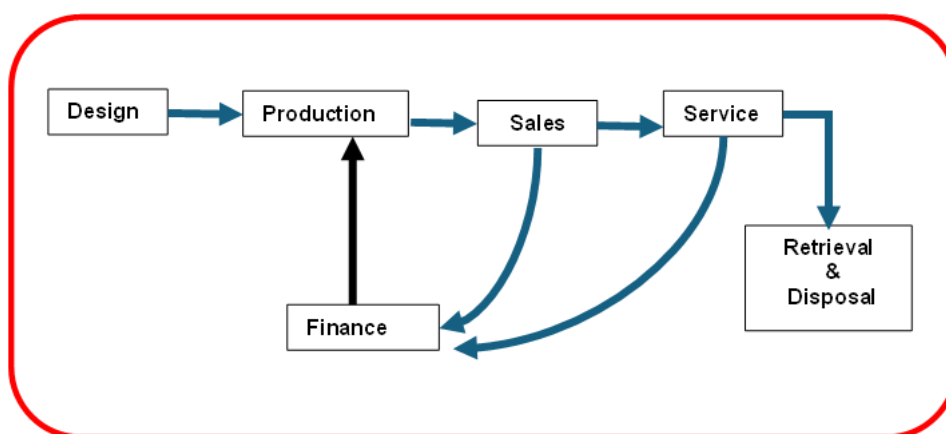 Design
Production
Sales
Service
Retrieval
&
Disposal
Finance